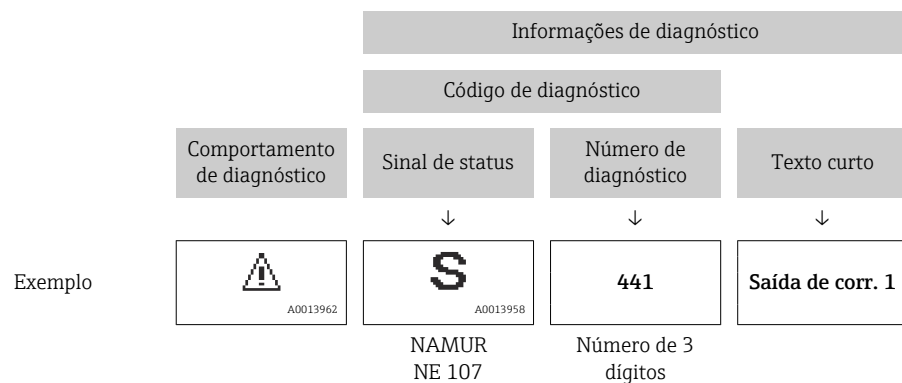 Informações de diagnóstico
Código de diagnóstico
Comportamento
de diagnóstico
Sinal de status
Número de
diagnóstico
Texto curto
↓ ↓ ↓
Exemplo
A0013962
S
A0013958
441
Saída de corr. 1
NAMUR
NE 107
Número de 3
dígitos